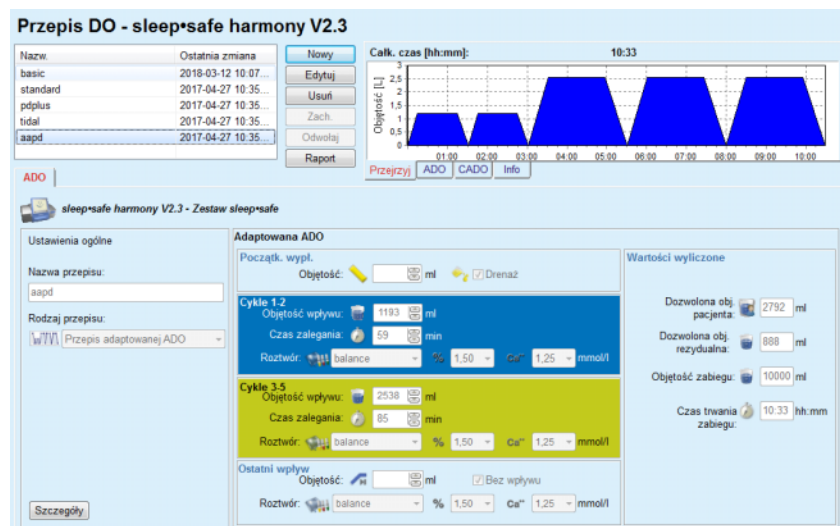 Przepis DO - sleep•safe harmony V2.3
Nazw. Ostatnia zmiana
basic 2018-03-12 10:07...
standard 2017-04-27 10:35...
pdplus 2017-04-27 10:35...
tidal 2017-04-27 10:35...
aapd 2017-04-27 10:35...
Nowy
Edytuj
Usuń
Zach.
Odwołaj
Raport
Całk. czas [hh:mm]: 10:33
Objętość [L]
3
2,5
2
1,5
1
0,5
0
01:00 02:00 03:00 04:00 05:00 06:00 07:00 08:00 09:00 10:00
Przejrzyj ADO CADO Info
ADO
sleep•safe harmony V2.3 - Zestaw sleep•safe
Ustawienia ogólne
Nazwa przepisu:
aapd
Rodzaj przepisu:
Przepis adaptowanej ADO
Szczegóły
Adaptowana ADO
Początk. wypł.
Objętość: ml Drenaż
Cykle 1-2
Objętość wpływu: 1193 ml
Czas zalegania: 59 min
Roztwór: balance % 1,50 Ca++ 1,25 mmol/l
Cykle 3-5
Objętość wpływu: 2538 ml
Czas zalegania: 85 min
Roztwór: balance % 1,50 Ca++ 1,25 mmol/l
Ostatni wpływ
Objętość: ml Bez wpływu
Roztwór: balance % 1,50 Ca++ 1,25 mmol/l
Wartości wyliczone
Dozwolona obj. pacjenta: 2792 ml
Dozwolona obj. rezydualna: 888 ml
Objętość zabiegu: 10000 ml
Czas trwania zabiegu: 10:33 hh:mm